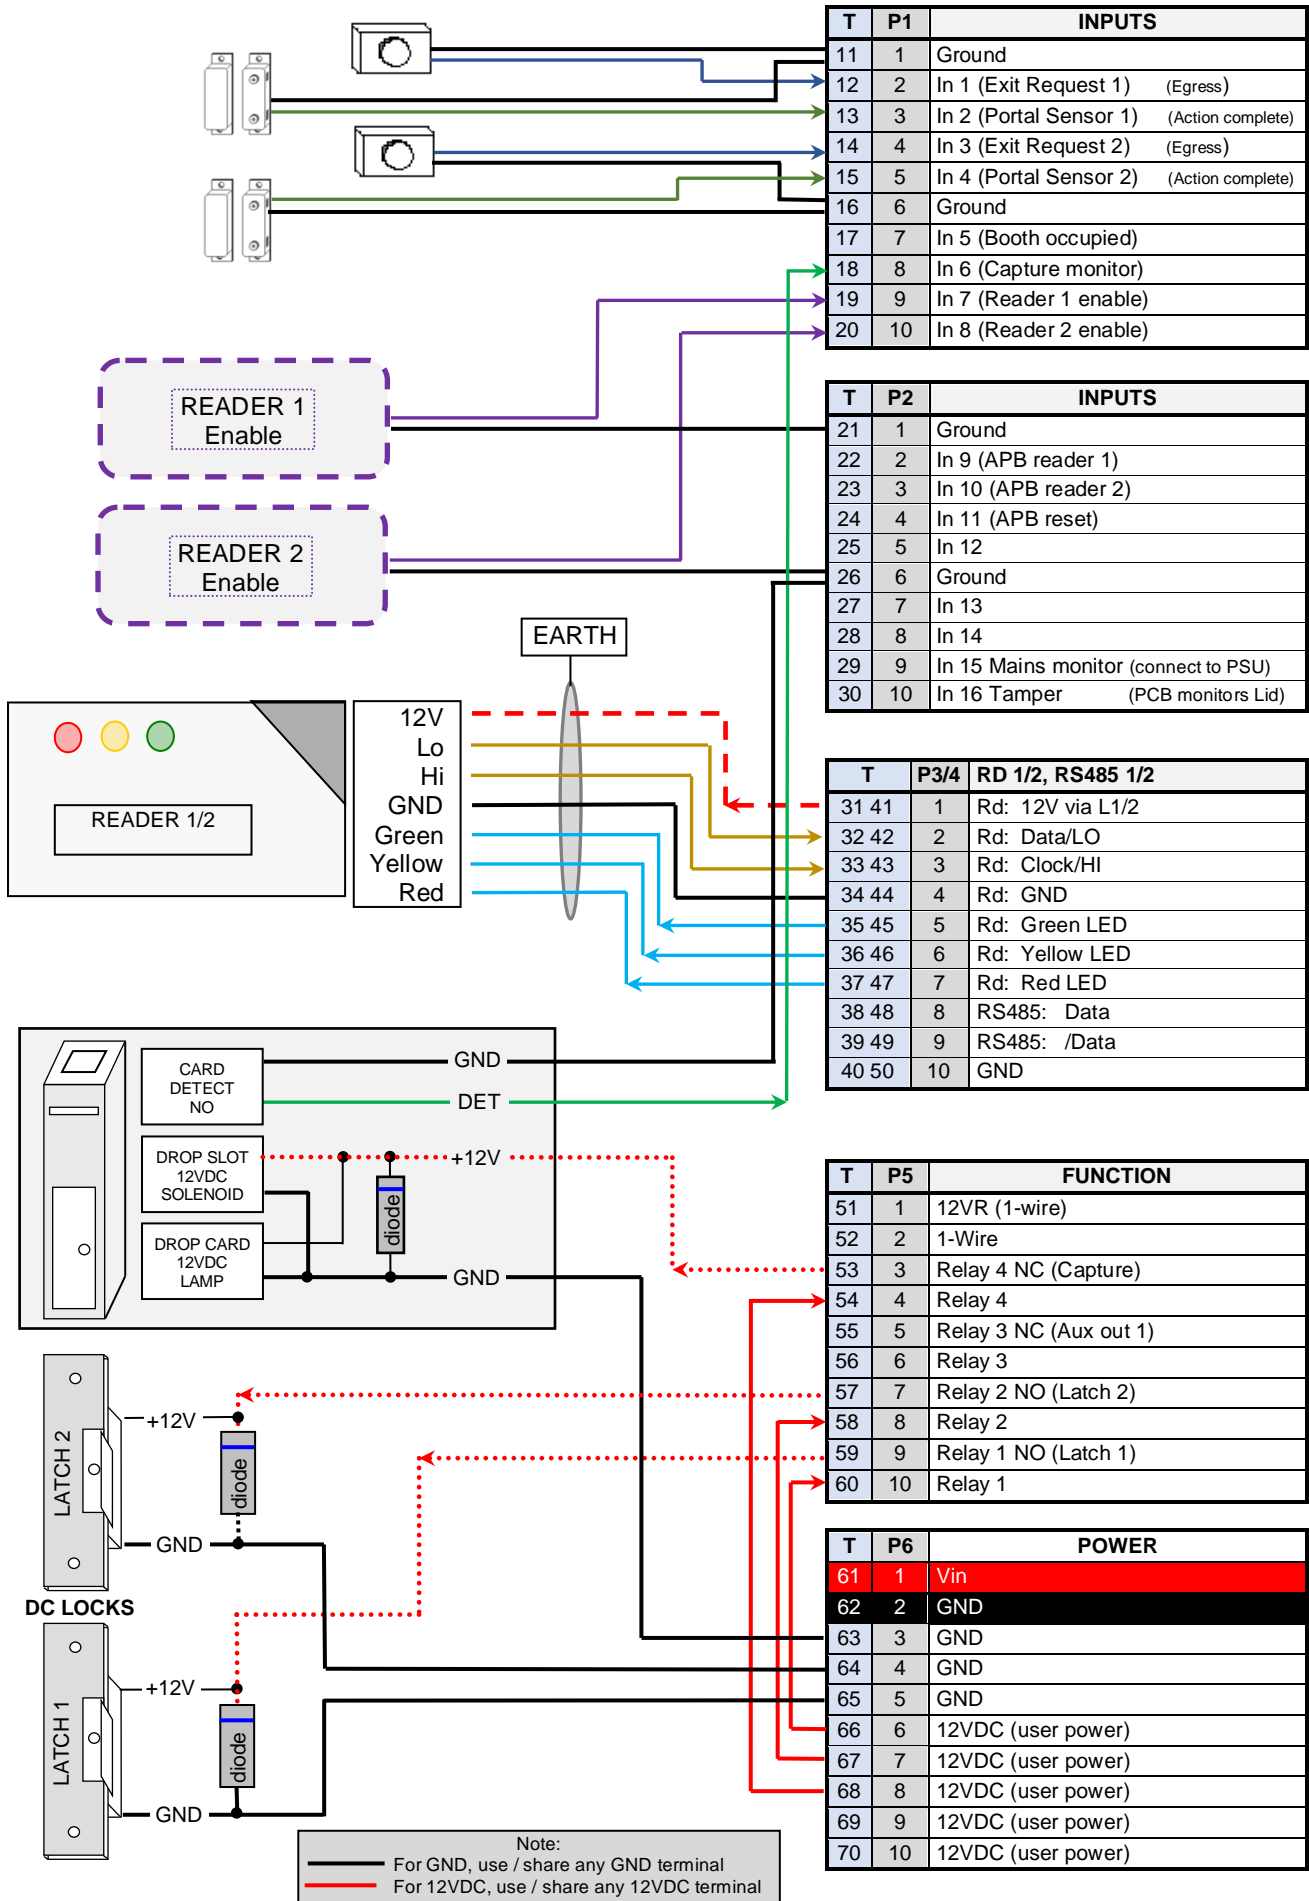 T P1 INPUTS
11 1 Ground
12 2 In 1 (Exit Request 1) (Egress)
13 3 In 2 (Portal Sensor 1) (Action complete)
14 4 In 3 (Exit Request 2) (Egress)
15 5 In 4 (Portal Sensor 2) (Action complete)
16 6 Ground
17 7 In 5 (Booth occupied)
18 8 In 6 (Capture monitor)
19 9 In 7 (Reader 1 enable)
20 10 In 8 (Reader 2 enable)
READER 1
Enable
READER 2
Enable
T P2 INPUTS
21 1 Ground
22 2 In 9 (APB reader 1)
23 3 In 10 (APB reader 2)
24 4 In 11 (APB reset)
25 5 In 12
26 6 Ground
27 7 In 13
28 8 In 14
29 9 In 15 Mains monitor (connect to PSU)
30 10 In 16 Tamper (PCB monitors Lid)
EARTH
READER 1/2
12V
Lo
Hi
GND
Green
Yellow
Red
T P3/4 RD 1/2, RS485 1/2
31 41 1 Rd: 12V via L1/2
32 42 2 Rd: Data/LO
33 43 3 Rd: Clock/HI
34 44 4 Rd: GND
35 45 5 Rd: Green LED
36 46 6 Rd: Yellow LED
37 47 7 Rd: Red LED
38 48 8 RS485: Data
39 49 9 RS485: /Data
40 50 10 GND
CARD
DETECT
NO
GND
DET
DROP SLOT
12VDC
SOLENOID
+12V
diode
DROP CARD
12VDC
LAMP
GND
T P5 FUNCTION
51 1 12VR (1-wire)
52 2 1-Wire
53 3 Relay 4 NC (Capture)
54 4 Relay 4
55 5 Relay 3 NC (Aux out 1)
56 6 Relay 3
57 7 Relay 2 NO (Latch 2)
58 8 Relay 2
59 9 Relay 1 NO (Latch 1)
60 10 Relay 1
LATCH 2
+12V
diode
GND
DC LOCKS
LATCH 1
+12V
diode
GND
T P6 POWER
61 1 Vin
62 2 GND
63 3 GND
64 4 GND
65 5 GND
66 6 12VDC (user power)
67 7 12VDC (user power)
68 8 12VDC (user power)
69 9 12VDC (user power)
70 10 12VDC (user power)
Note:
For GND, use / share any GND terminal
For 12VDC, use / share any 12VDC terminal